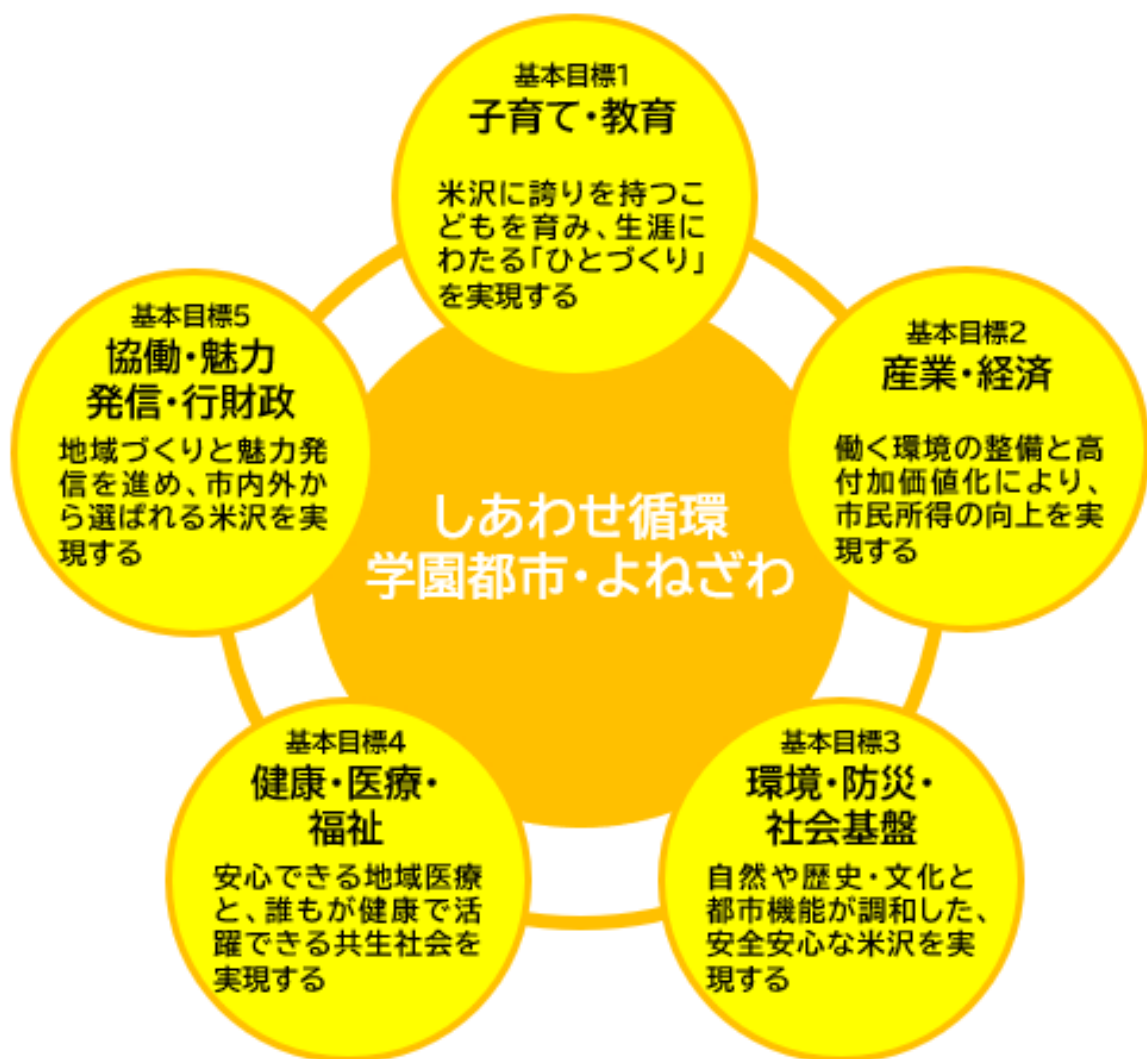 基本目標1
子育て・教育
米沢に誇りを持つこ
どもを育み、生涯に
わたる「ひとづくり」
を実現する
基本目標2
産業・経済
働く環境の整備と高
付加価値化により、
市民所得の向上を実
現する
基本目標3
環境・防災・
社会基盤
自然や歴史・文化と
都市機能が調和した、
安全安心な米沢を実
現する
基本目標4
健康・医療・
福祉
安心できる地域医療
と、誰もが健康で活
躍できる共生社会を
実現する
基本目標5
協働・魅力
発信・行財政
地域づくりと魅力発
信を進め、市内外か
ら選ばれる米沢を実
現する
しあわせ循環
学園都市・よねざわ